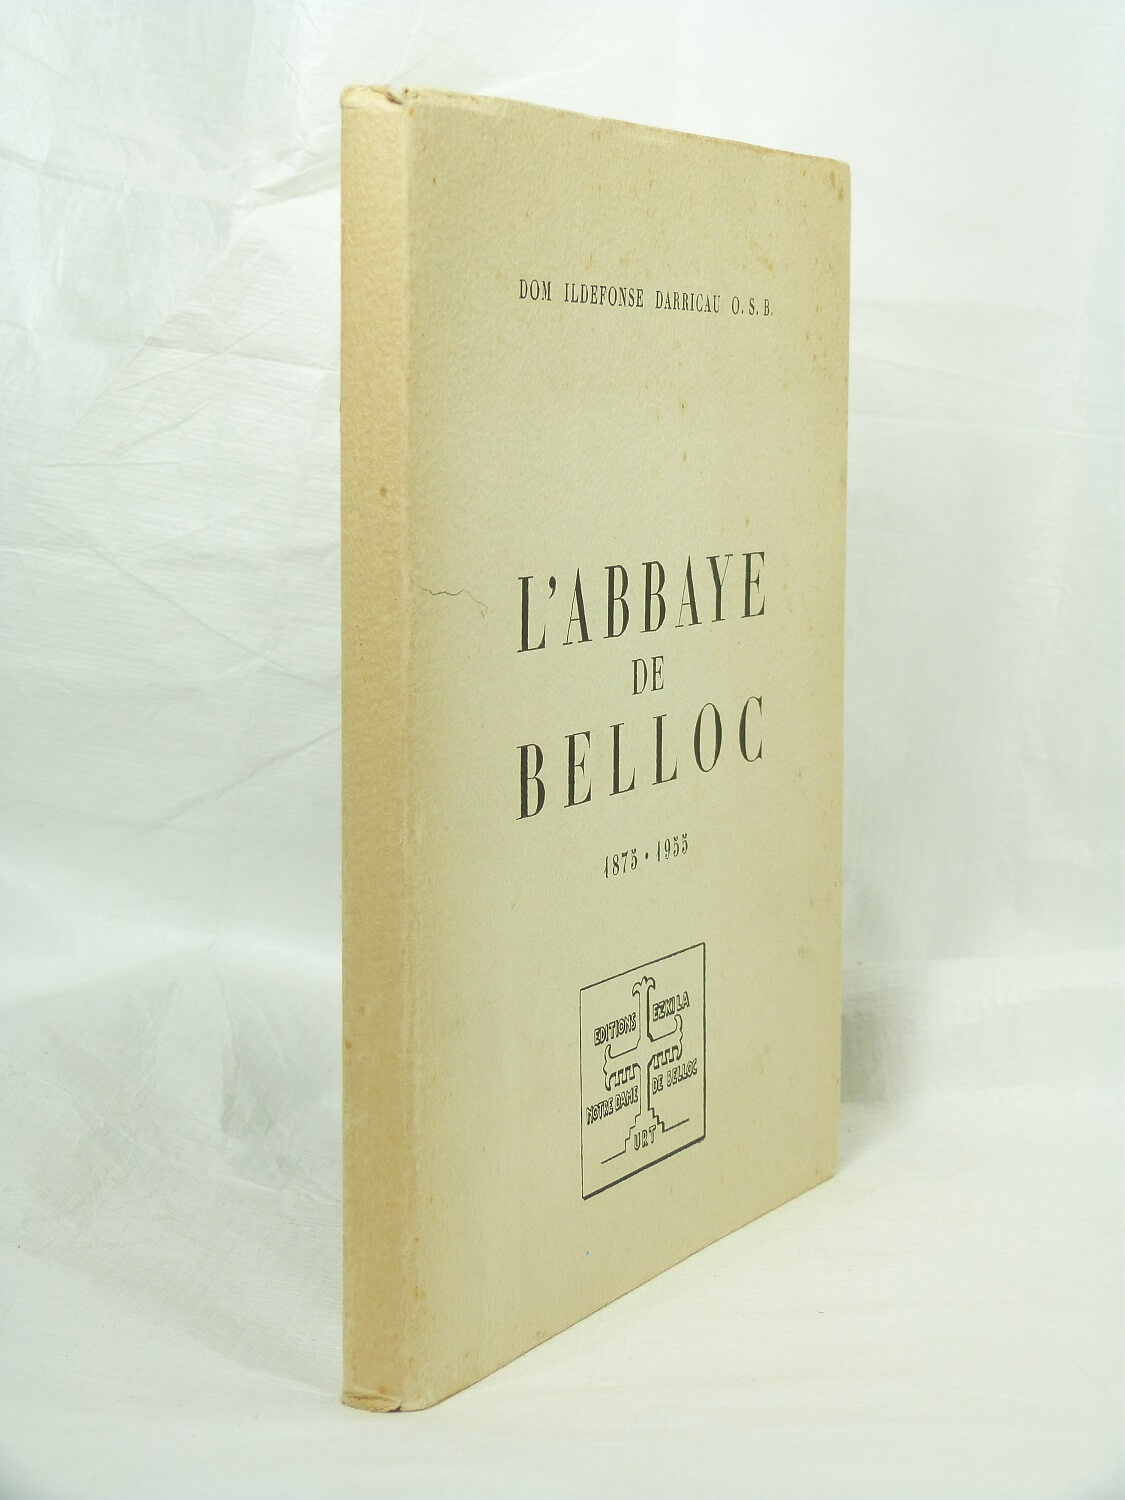 DOM ILDEFONSE DARRICAU O. S. B.
L'ABBAYE
DE
BELLOC
1875 • 1955
EDITIONS EZKILA
NOTRE DAME DE BELLOC
URT